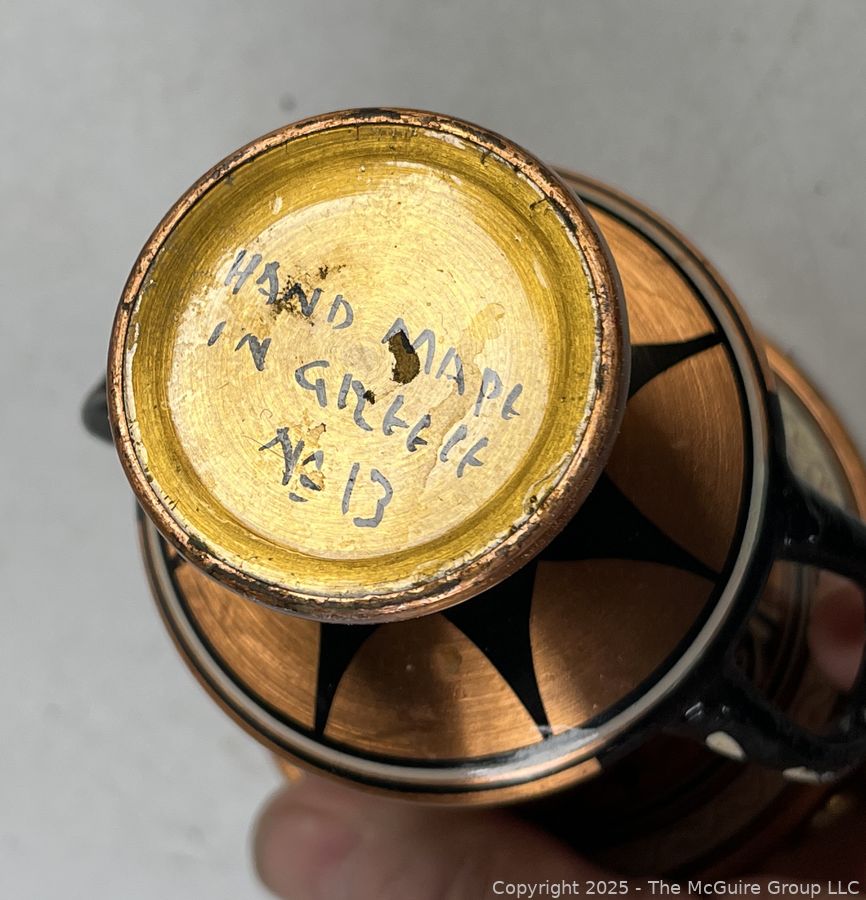 HAND MADE
IN GREECE
No 13
Copyright 2025 - The McGuire Group LLC